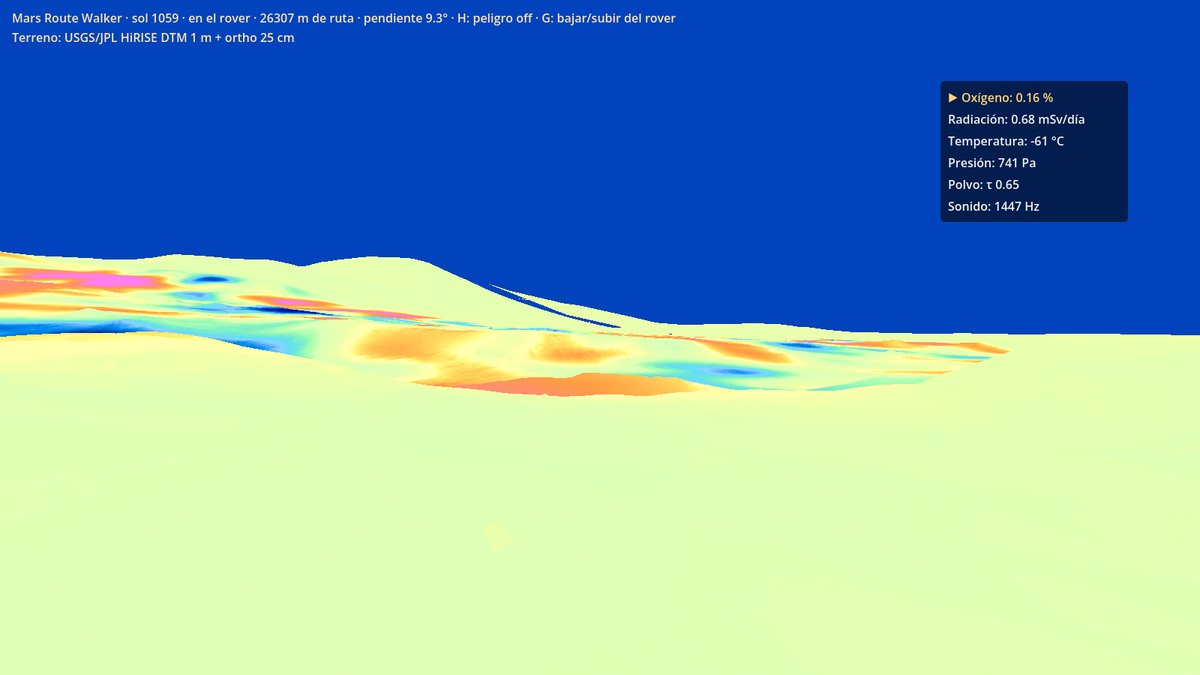 Mars Route Walker · sol 1059 · en el rover · 26307 m de ruta · pendiente 9.3° · H: peligro off · G: bajar/subir del rover
Terreno: USGS/JPL HiRISE DTM 1 m + ortho 25 cm
▶ Oxígeno: 0.16 %
Radiación: 0.68 mSv/día
Temperatura: -61 °C
Presión: 741 Pa
Polvo: τ 0.65
Sonido: 1447 Hz